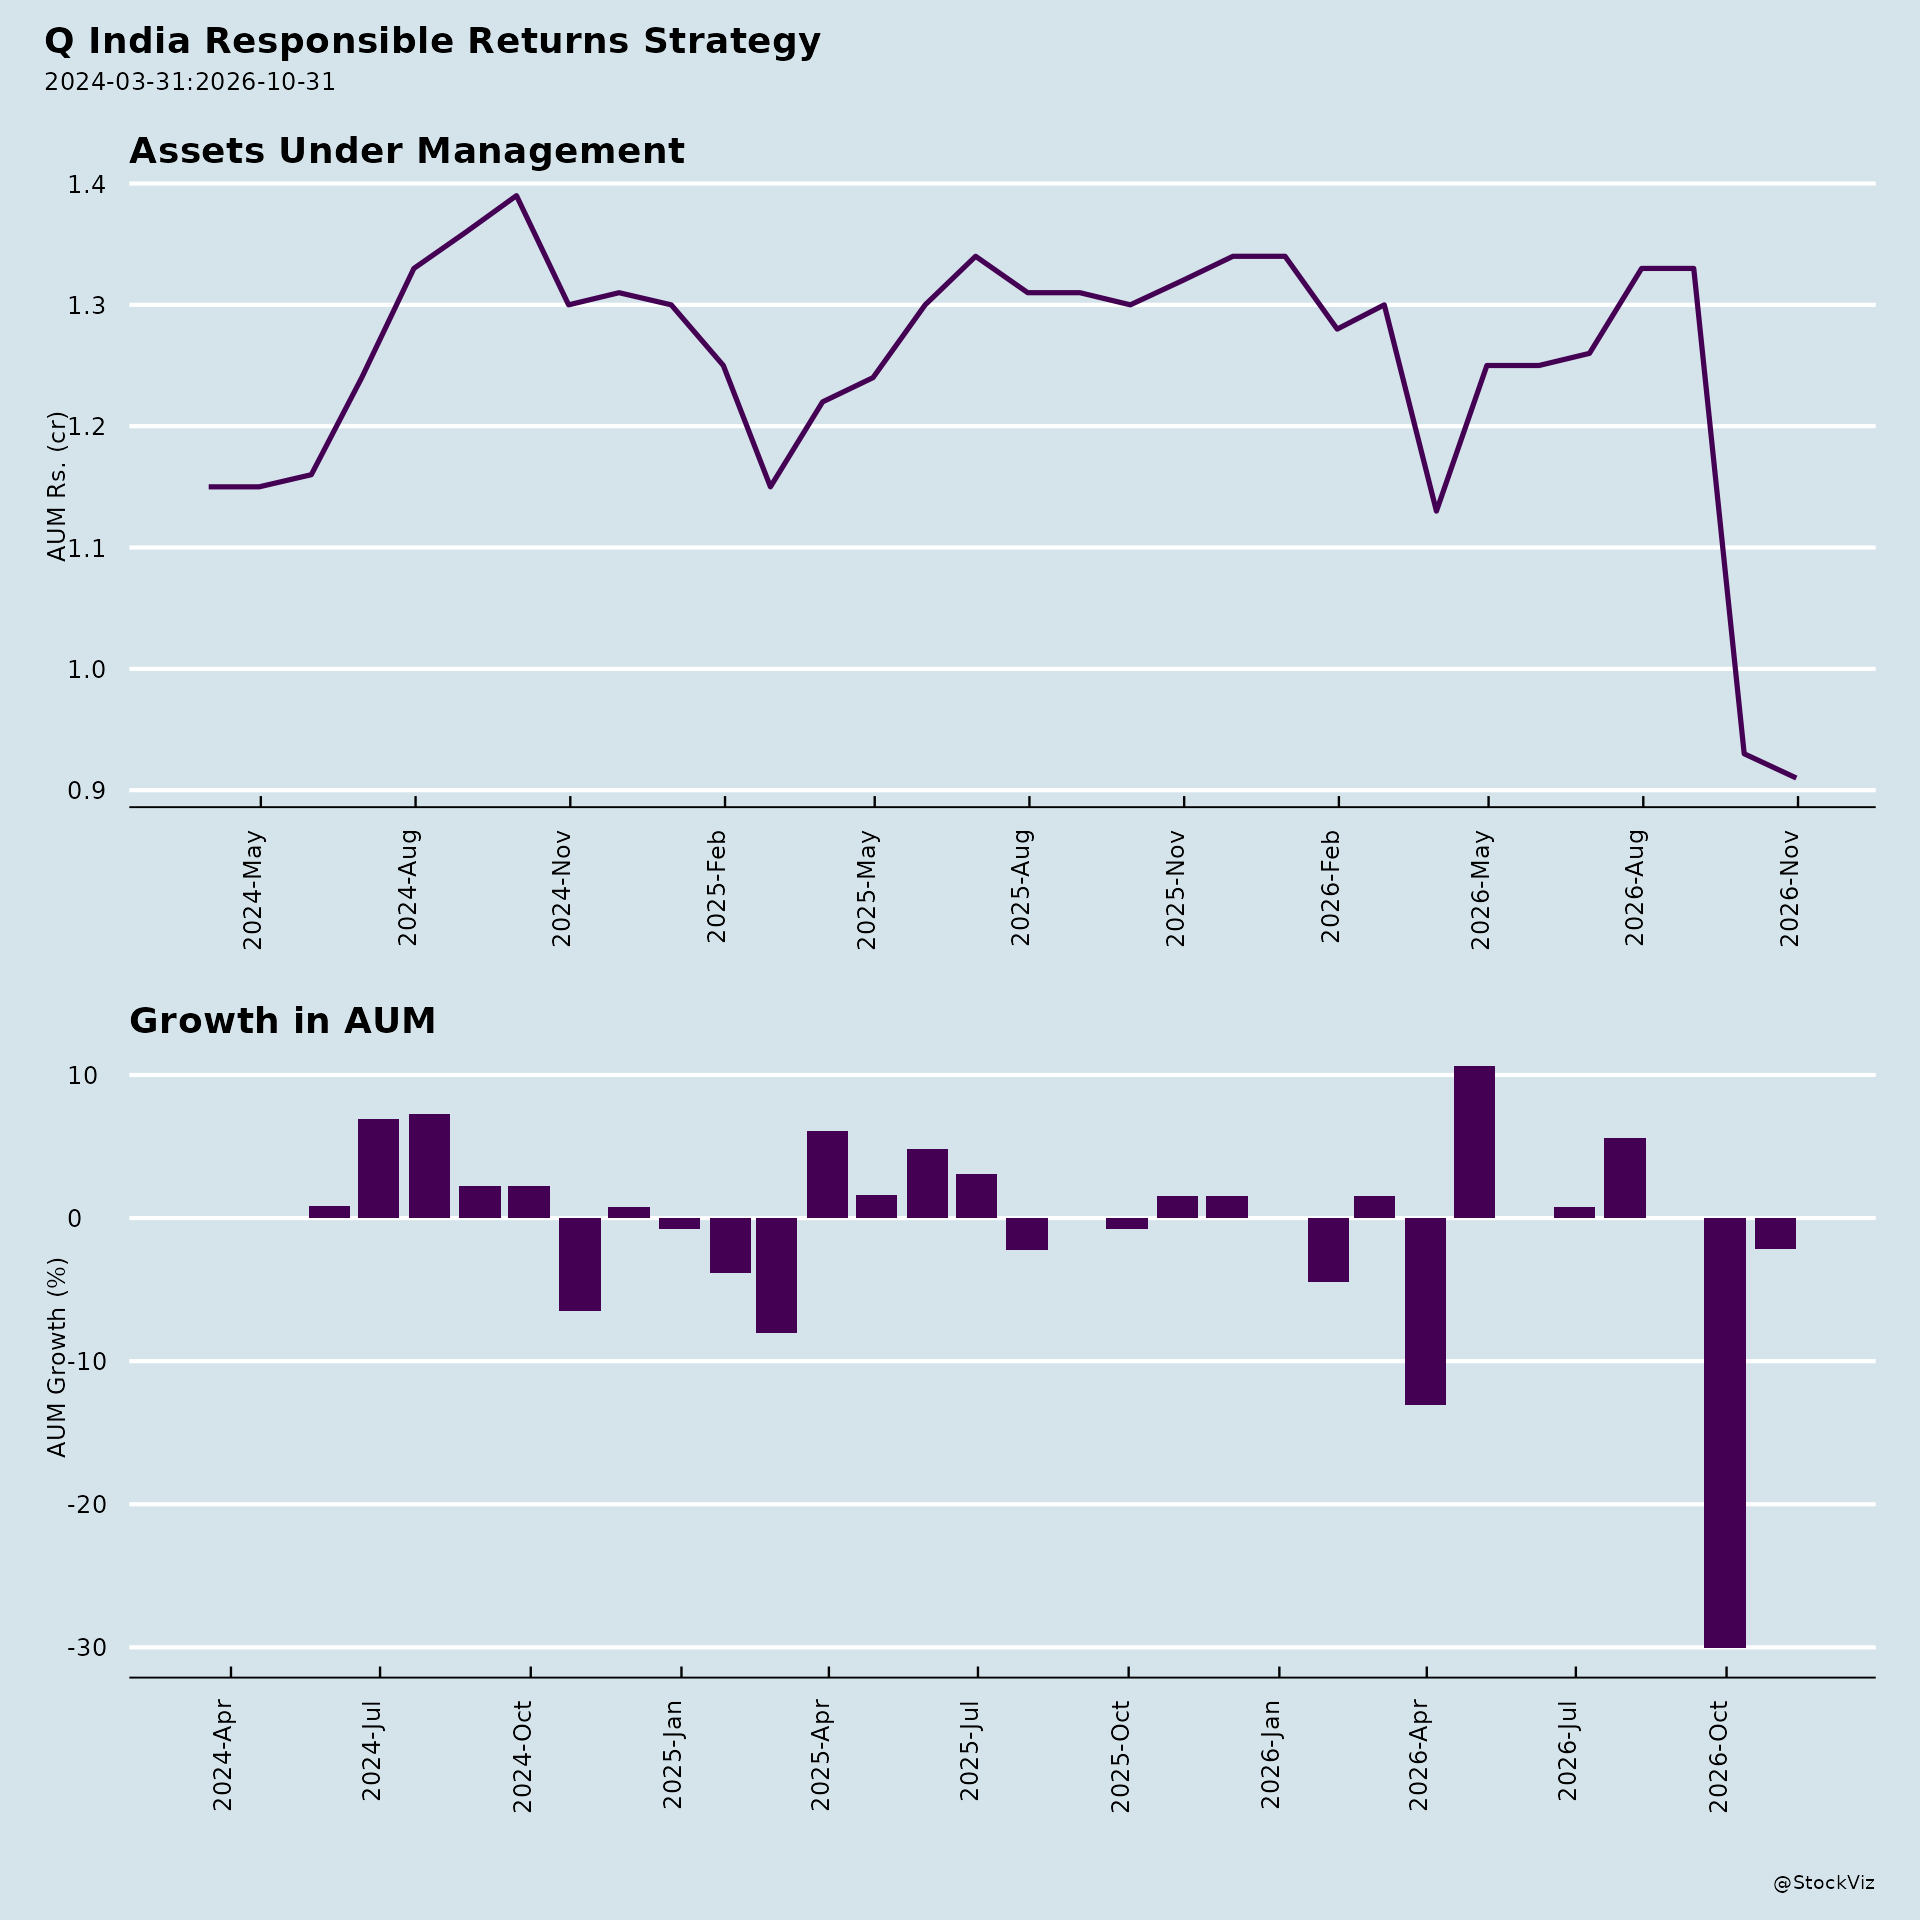 Q India Responsible Returns Strategy
2024-03-31:2026-10-31
Assets Under Management
AUM Rs. (cr)
1.4
1.3
1.2
1.1
1.0
0.9
2024-May
2024-Aug
2024-Nov
2025-Feb
2025-May
2025-Aug
2025-Nov
2026-Feb
2026-May
2026-Aug
2026-Nov
Growth in AUM
AUM Growth (%)
10
0
-10
-20
-30
2024-Apr
2024-Jul
2024-Oct
2025-Jan
2025-Apr
2025-Jul
2025-Oct
2026-Jan
2026-Apr
2026-Jul
2026-Oct
@StockViz